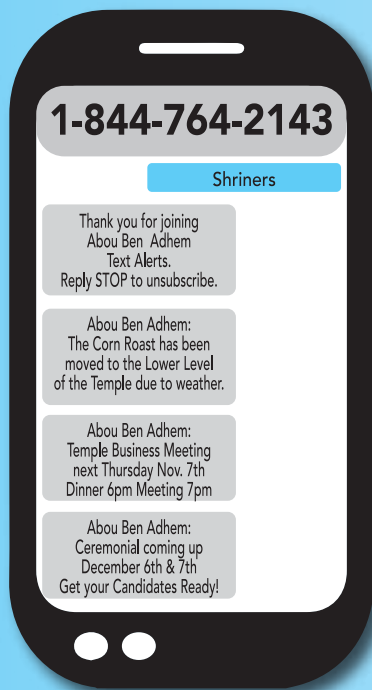 1-844-764-2143
Shriners
Thank you for joining
Abou Ben Adhem
Text Alerts.
Reply STOP to unsubscribe.
Abou Ben Adhem:
The Corn Roast has been
moved to the Lower Level
of the Temple due to weather.
Abou Ben Adhem:
Temple Business Meeting
next Thursday Nov. 7th
Dinner 6pm Meeting 7pm
Abou Ben Adhem:
Ceremonial coming up
December 6th & 7th
Get your Candidates Ready!